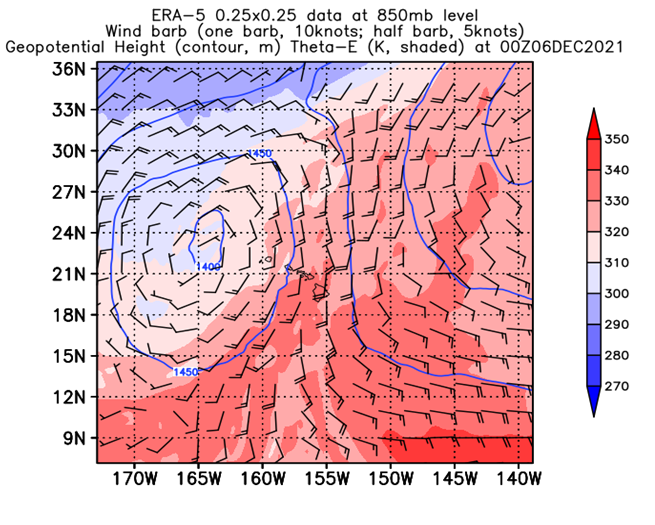 ERA-5 0.25x0.25 data at 850mb level
Wind barb (one barb, 10knots; half barb, 5knots)
Geopotential Height (contour, m) Theta-E (K, shaded) at 00Z06DEC2021
36N
33N
30N
27N
24N
21N
18N
15N
12N
9N
1450
1400
1450
170W 165W 160W 155W 150W 145W 140W
350
340
330
320
310
300
290
280
270